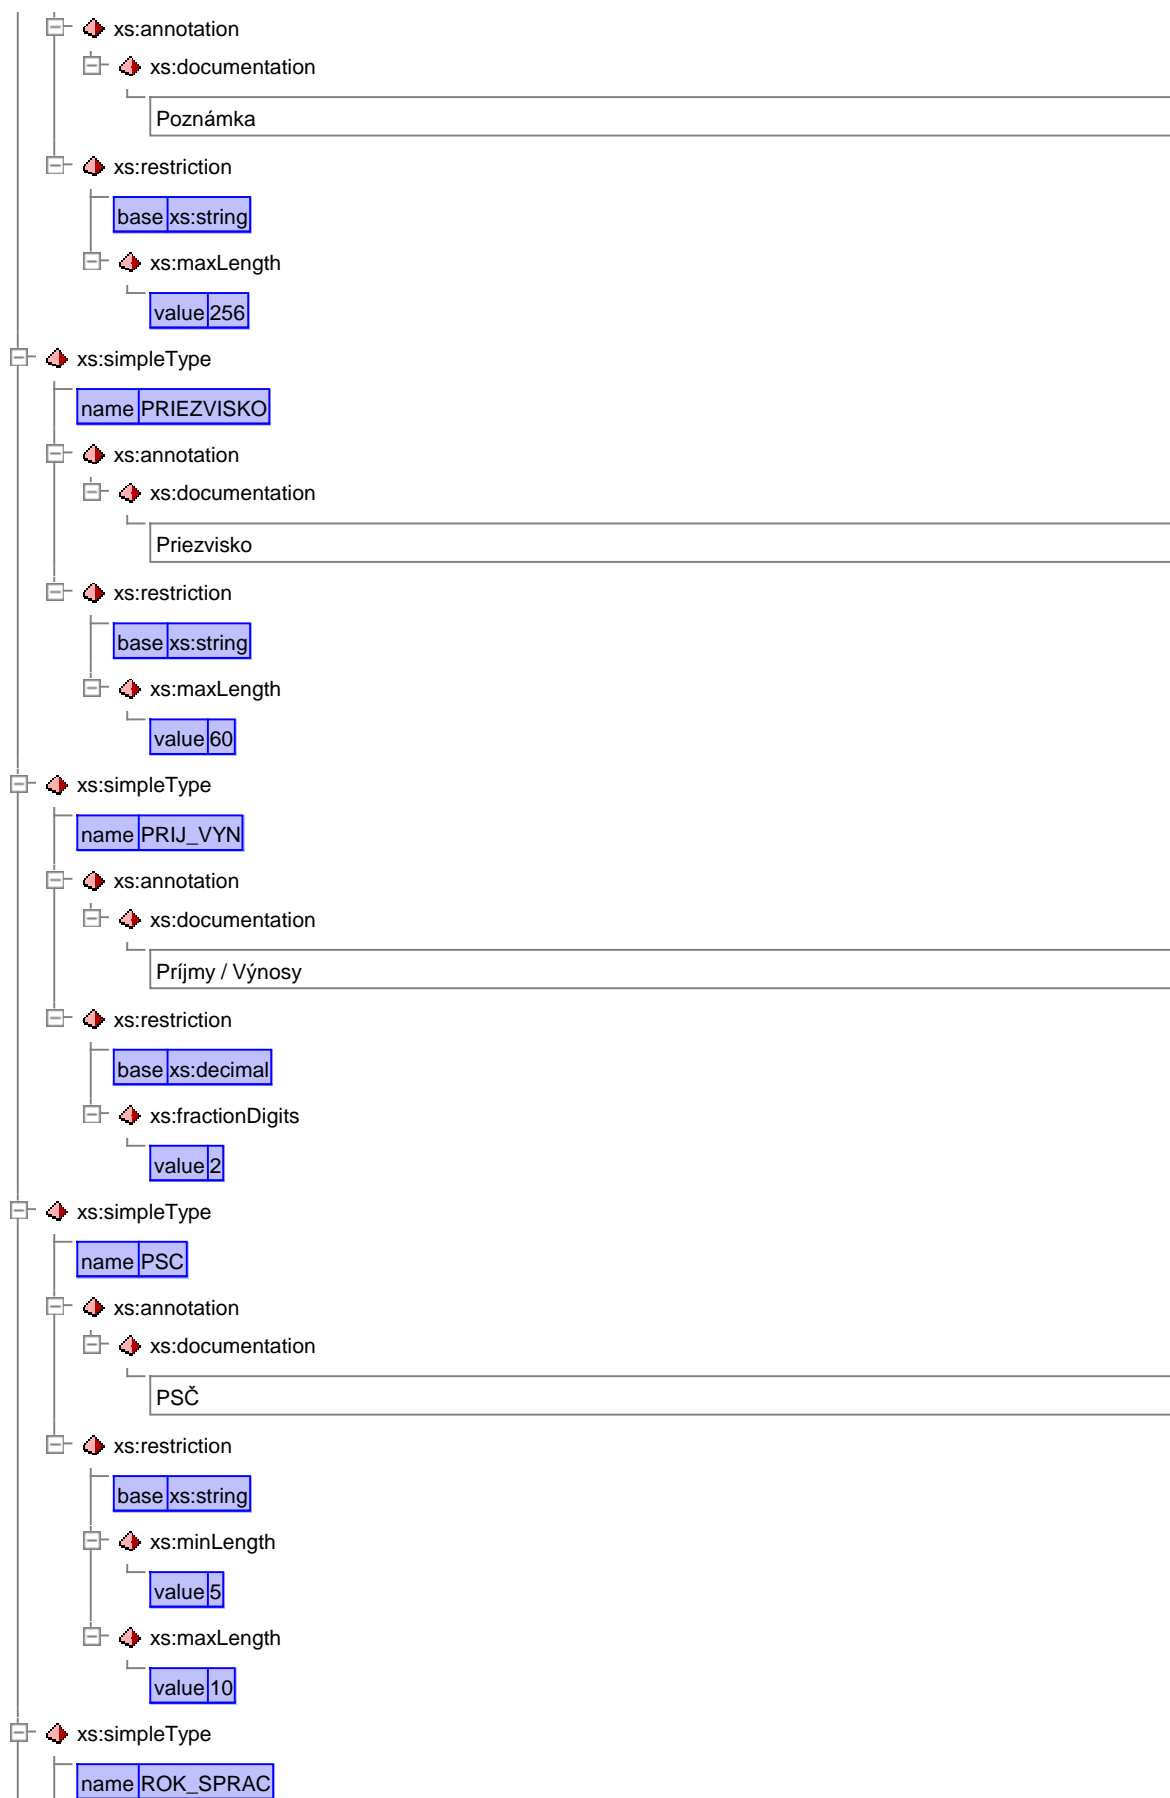 xs:annotation
xs:documentation
Poznámka
xs:restriction
base xs:string
xs:maxLength
value 256
xs:simpleType
name PRIEZVISKO
xs:annotation
xs:documentation
Priezvisko
xs:restriction
base xs:string
xs:maxLength
value 60
xs:simpleType
name PRIJ_VYN
xs:annotation
xs:documentation
Príjmy / Výnosy
xs:restriction
base xs:decimal
xs:fractionDigits
value 2
xs:simpleType
name PSC
xs:annotation
xs:documentation
PSČ
xs:restriction
base xs:string
xs:minLength
value 5
xs:maxLength
value 10
xs:simpleType
name ROK_SPRAC